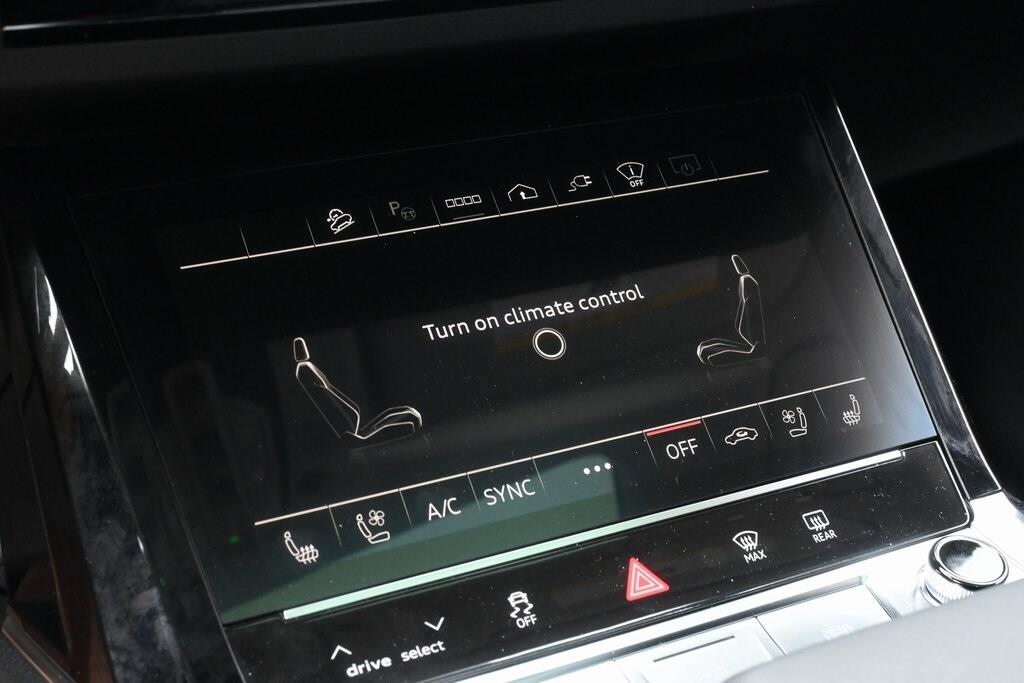 P
OFF
Turn on climate control
A/C
SYNC
OFF
MAX
REAR
OFF
drive select